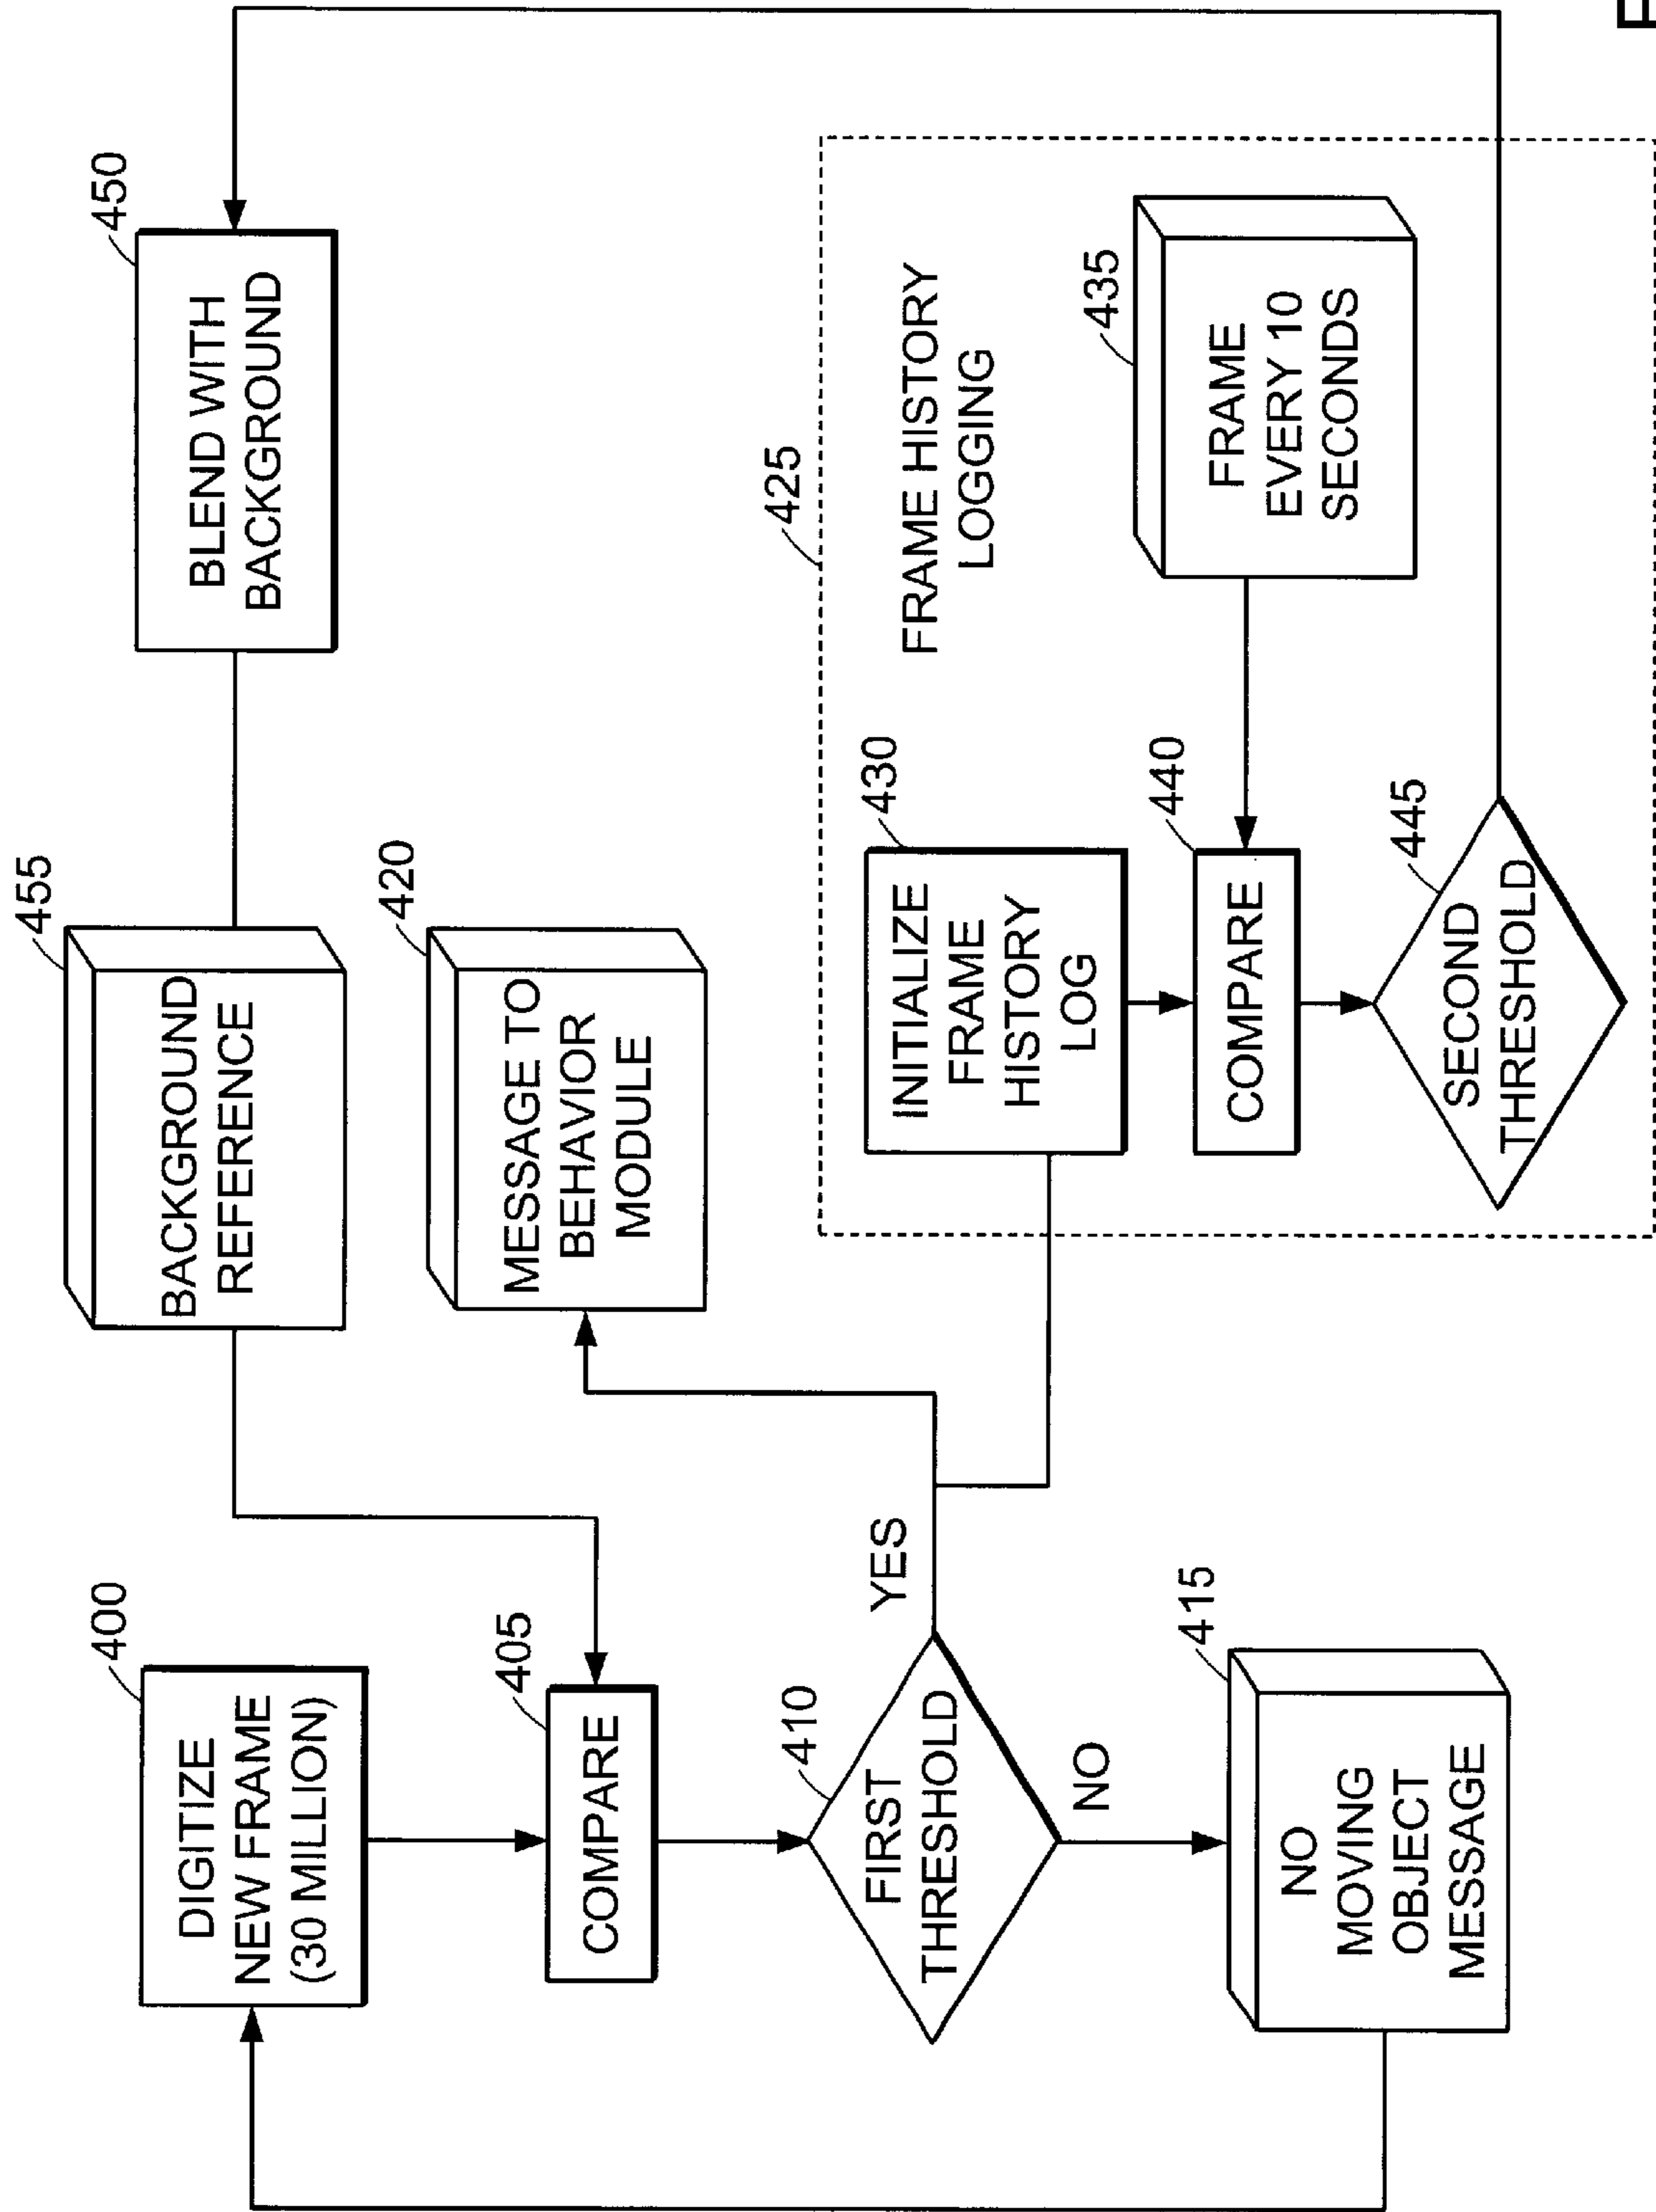 400
DIGITIZE
NEW FRAME
(30 MILLION)
455
BACKGROUND
REFERENCE
450
BLEND WITH
BACKGROUND
405
COMPARE
420
MESSAGE TO
BEHAVIOR
MODULE
410
FIRST
THRESHOLD
YES
NO
415
NO
MOVING
OBJECT
MESSAGE
425
FRAME HISTORY
LOGGING
430
INITIALIZE
FRAME
HISTORY
LOG
435
FRAME
EVERY 10
SECONDS
440
COMPARE
445
SECOND
THRESHOLD